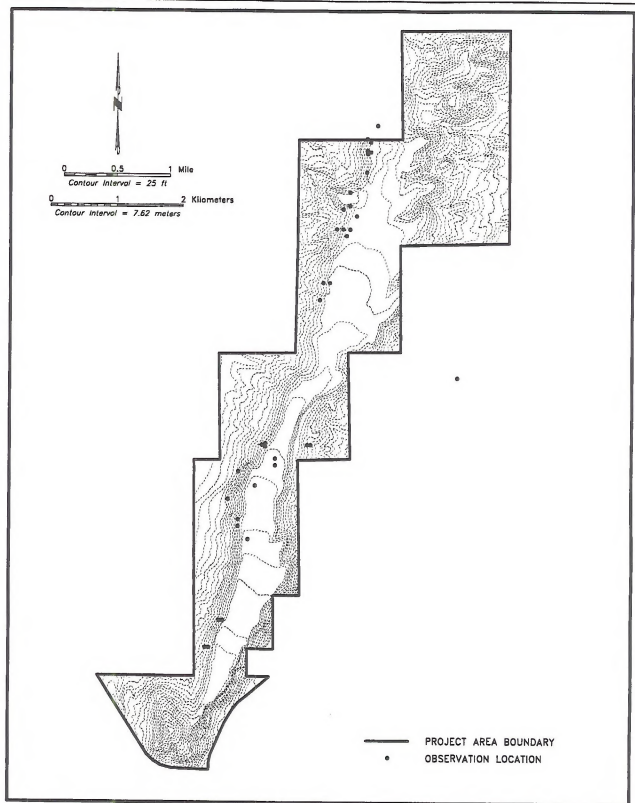 N
0 0.5 1 Mile
Contour Interval = 25 ft
0 1 2 Kilometers
Contour Interval = 7.62 meters
PROJECT AREA BOUNDARY
OBSERVATION LOCATION